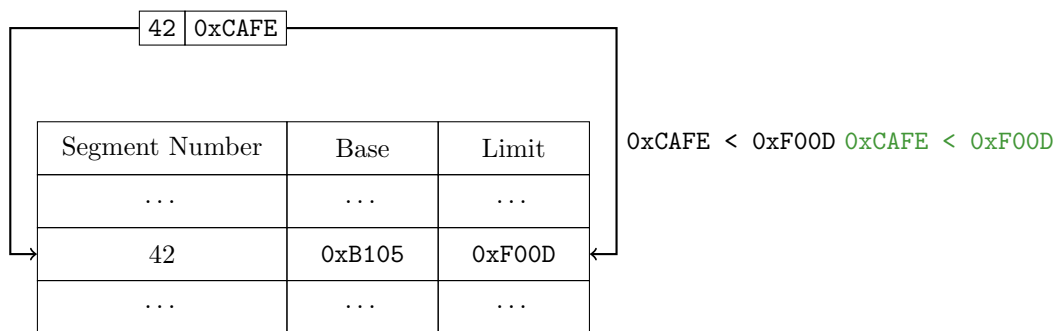 42 0xCAFE
Segment Number Base Limit
0xCAFE < 0xF00D 0xCAFE < 0xF00D
... ... ...
42 0xB105 0xF00D
... ... ...